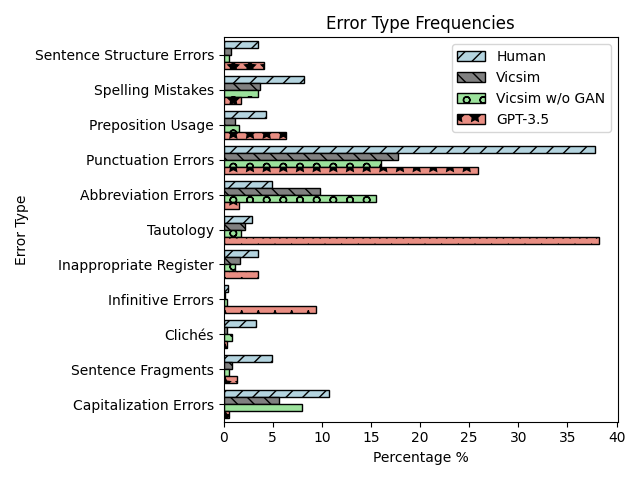 Error Type Frequencies
Human
Vicsim
Vicsim w/o GAN
GPT-3.5
Error Type
Sentence Structure Errors
Spelling Mistakes
Preposition Usage
Punctuation Errors
Abbreviation Errors
Tautology
Inappropriate Register
Infinitive Errors
Clichés
Sentence Fragments
Capitalization Errors
0 5 10 15 20 25 30 35 40
Percentage %